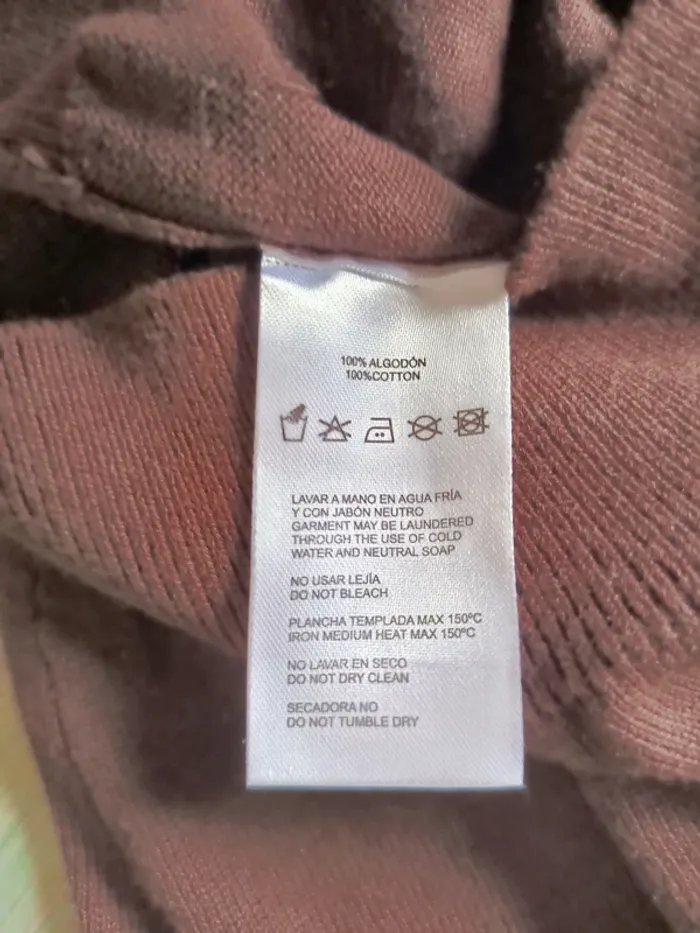 100% ALGODÓN
100%COTTON
LAVAR A MANO EN AGUA FRÍA
Y CON JABÓN NEUTRO
GARMENT MAY BE LAUNDERED
THROUGH THE USE OF COLD
WATER AND NEUTRAL SOAP
NO USAR LEJÍA
DO NOT BLEACH
PLANCHA TEMPLADA MAX 150ºC
IRON MEDIUM HEAT MAX 150ºC
NO LAVAR EN SECO
DO NOT DRY CLEAN
SECADORA NO
DO NOT TUMBLE DRY